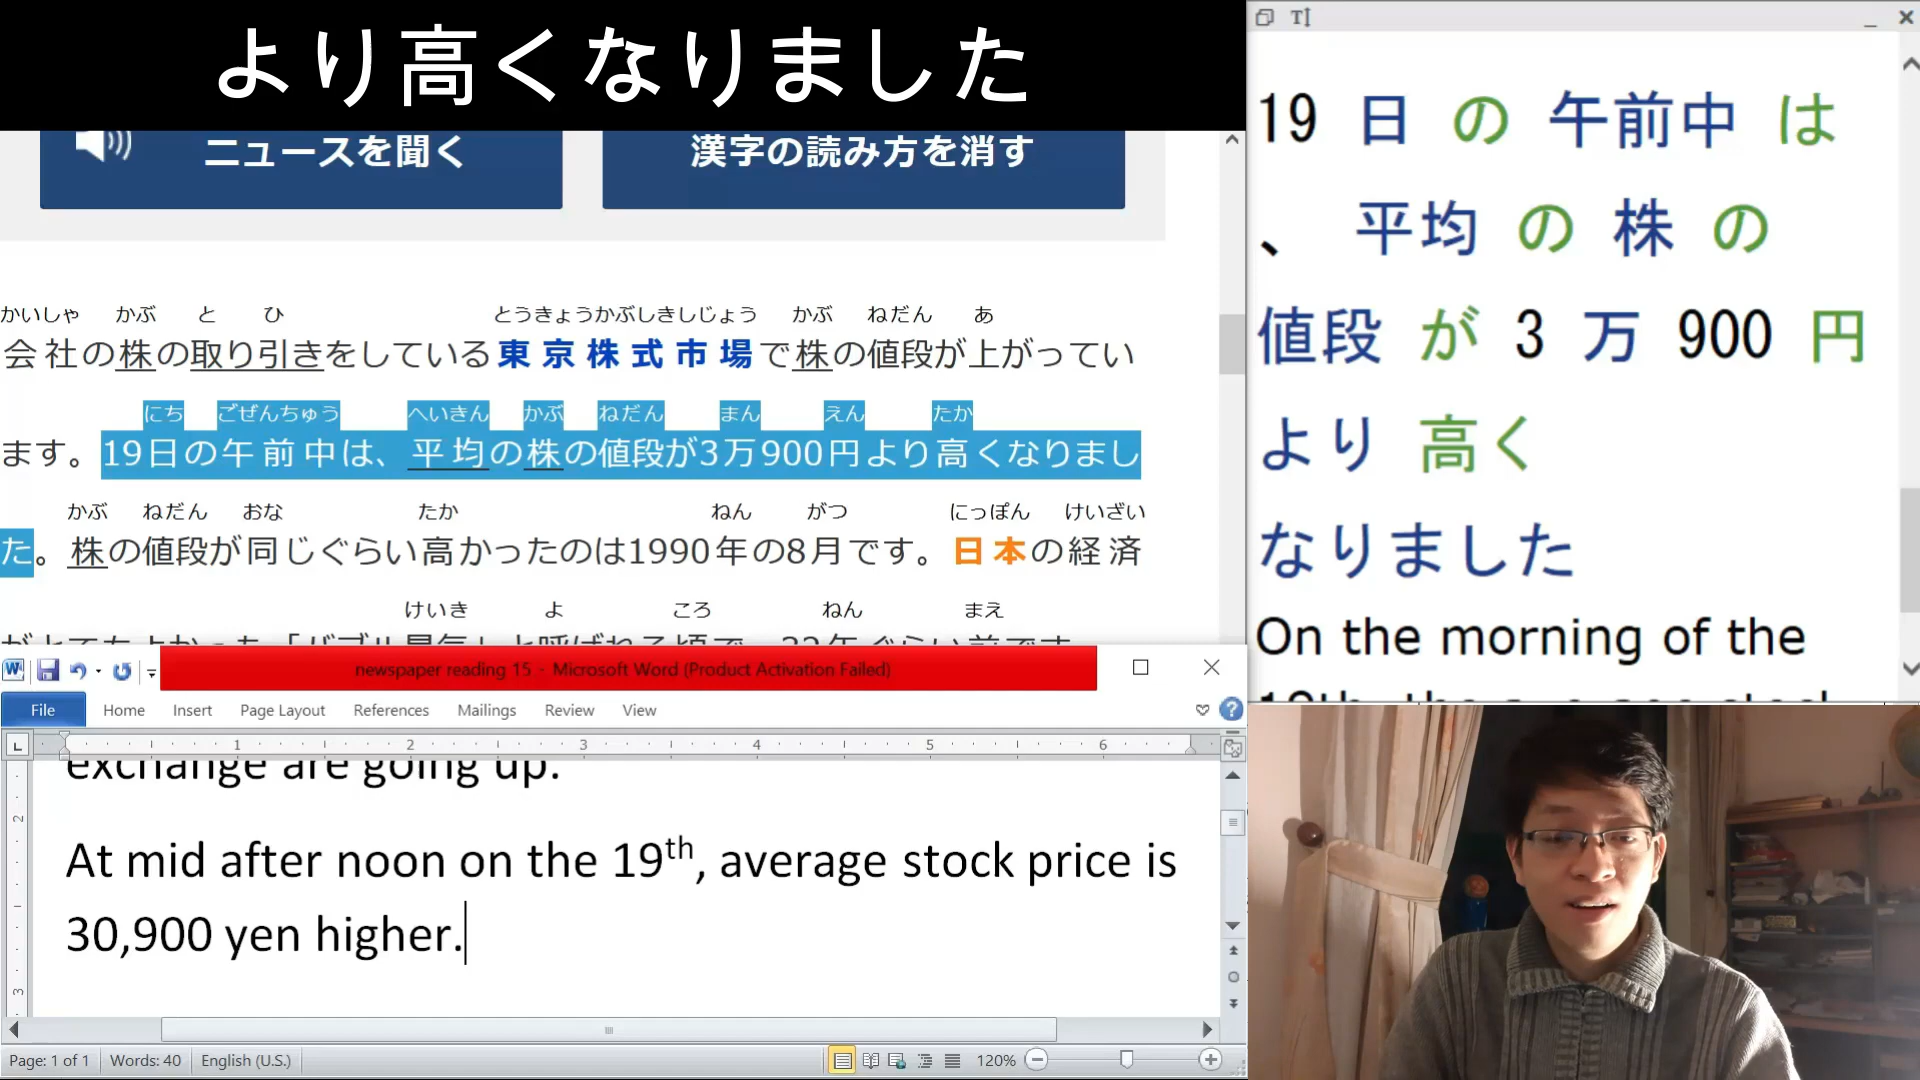 より高くなりました
ニュースを聞く
漢字の読み方を消す
かいしゃ かぶ と ひ とうきょうかぶしきしじょう かぶ ねだん あ
会社の株の取り引きをしている東京株式市場で株の値段が上がってい
にち ごぜんちゅう へいきん かぶ ねだん まん えん たか
ます。19日の午前中は、平均の株の値段が3万900円より高くなりまし
かぶ ねだん おな たか ねん がつ にっぽん けいざい
た。株の値段が同じぐらい高かったのは1990年の8月です。日本の経済
けいき よ ころ ねん まえ
19 日 の 午前中 は
、 平均 の 株 の
値段 が 3 万 900 円
より 高く
なりました
On the morning of the
newspaper reading 15 - Microsoft Word (Product Activation Failed)
File Home Insert Page Layout References Mailings Review View
1 2 3 4 5 6
exchange are going up.
At mid after noon on the 19th, average stock price is
30,900 yen higher.
2
3
Page: 1 of 1 Words: 40 English (U.S.) 120%